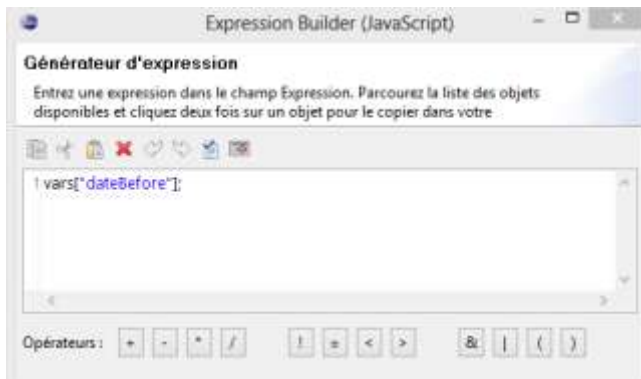 Expression Builder (JavaScript)
Générateur d'expression
Entrez une expression dans le champ Expression. Parcourez la liste des objets
disponibles et cliquez deux fois sur un objet pour le copier dans votre
1 vars["dateBefore"];
Opérateurs : + - * / ! = < > & | ( )